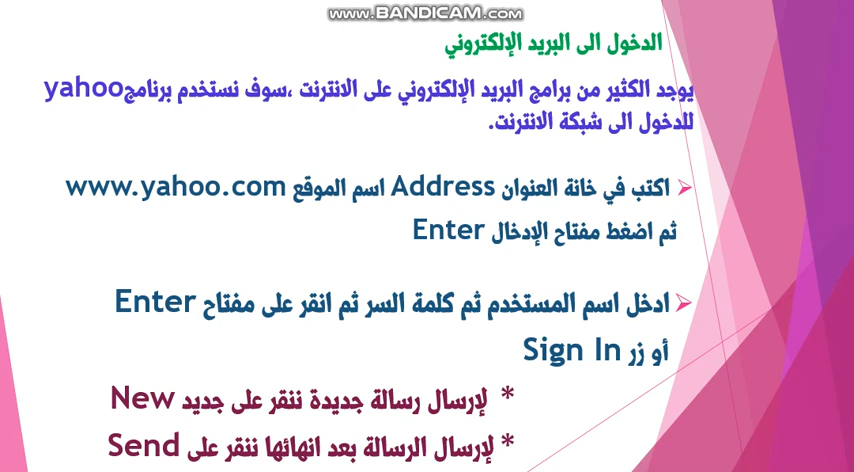 www.BANDICAM.com
الدخول الى البريد الإلكتروني
يوجد الكثير من برامج البريد الإلكتروني على الانترنت ،سوف نستخدم برنامجyahoo
للدخول الى شبكة الانترنت.
اكتب في خانة العنوان Address اسم الموقع www.yahoo.com
ثم اضغط مفتاح الإدخال Enter
ادخل اسم المستخدم ثم كلمة السر ثم انقر على مفتاح Enter
أو زر Sign In
* لإرسال رسالة جديدة ننقر على جديد New
* لإرسال الرسالة بعد انهائها ننقر على Send